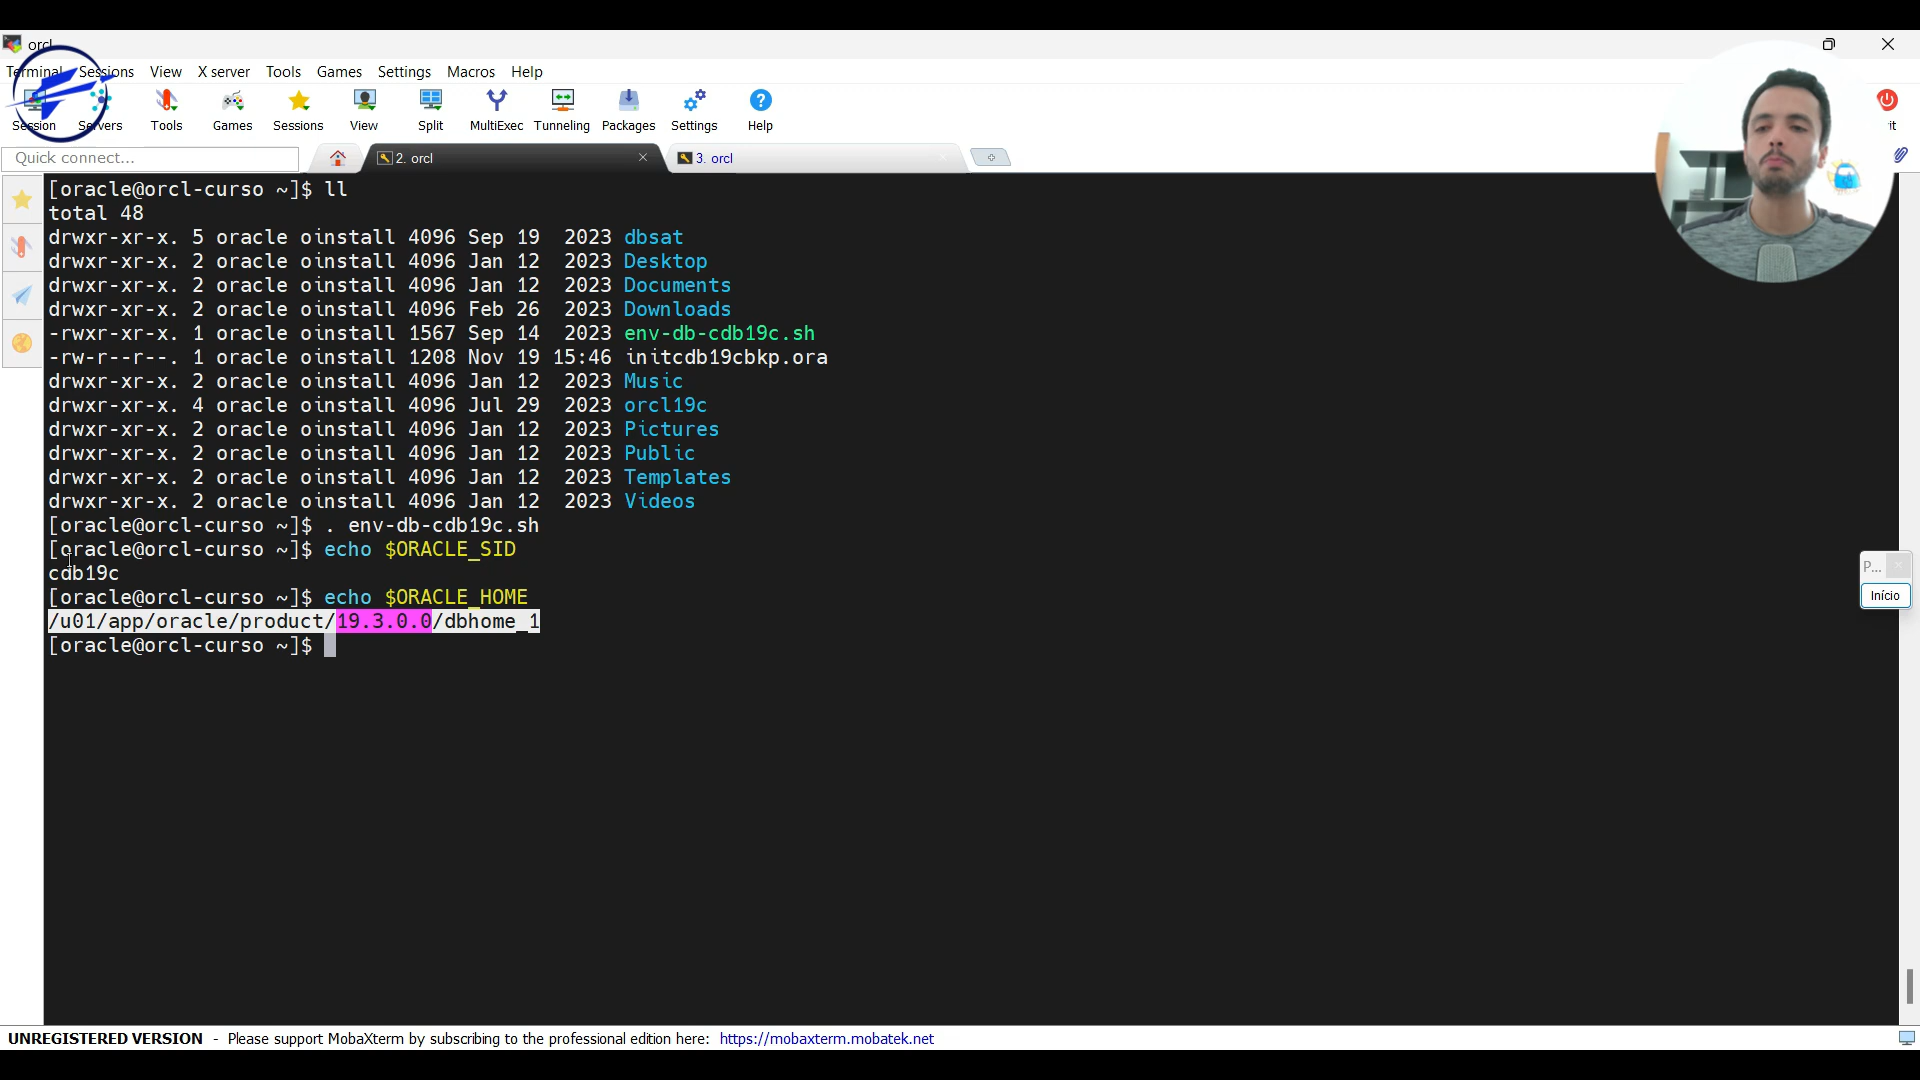 orcl
Terminal Sessions View X server Tools Games Settings Macros Help
Session Servers Tools Games Sessions View Split MultiExec Tunneling Packages Settings Help
Quick connect... 2. orcl 3. orcl
[oracle@orcl-curso ~]$ ll
total 48
drwxr-xr-x. 5 oracle oinstall 4096 Sep 19  2023 dbsat
drwxr-xr-x. 2 oracle oinstall 4096 Jan 12  2023 Desktop
drwxr-xr-x. 2 oracle oinstall 4096 Jan 12  2023 Documents
drwxr-xr-x. 2 oracle oinstall 4096 Feb 26  2023 Downloads
-rwxr-xr-x. 1 oracle oinstall 1567 Sep 14  2023 env-db-cdb19c.sh
-rw-r--r--. 1 oracle oinstall 1208 Nov 19 15:46 initcdb19cbkp.ora
drwxr-xr-x. 2 oracle oinstall 4096 Jan 12  2023 Music
drwxr-xr-x. 4 oracle oinstall 4096 Jul 29  2023 orcl19c
drwxr-xr-x. 2 oracle oinstall 4096 Jan 12  2023 Pictures
drwxr-xr-x. 2 oracle oinstall 4096 Jan 12  2023 Public
drwxr-xr-x. 2 oracle oinstall 4096 Jan 12  2023 Templates
drwxr-xr-x. 2 oracle oinstall 4096 Jan 12  2023 Videos
[oracle@orcl-curso ~]$ . env-db-cdb19c.sh
[oracle@orcl-curso ~]$ echo $ORACLE_SID
cdb19c
[oracle@orcl-curso ~]$ echo $ORACLE_HOME
/u01/app/oracle/product/19.3.0.0/dbhome_1
[oracle@orcl-curso ~]$
P...
Início
UNREGISTERED VERSION - Please support MobaXterm by subscribing to the professional edition here: https://mobaxterm.mobatek.net